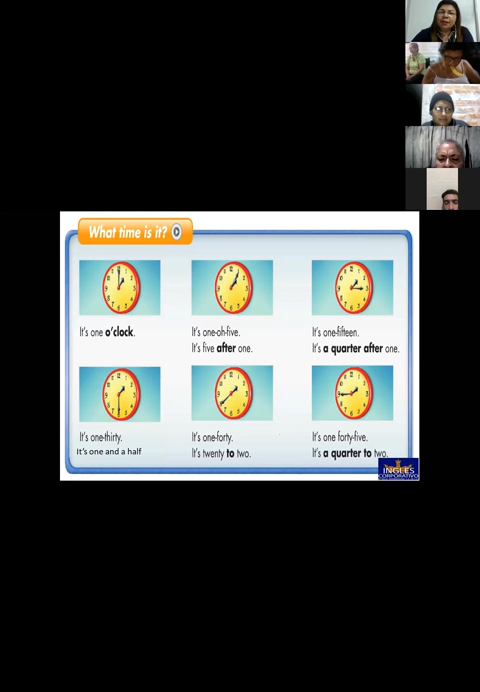 What time is it?
It's one o'clock.
It's one-oh-five.
It's five after one.
It's one-fifteen.
It's a quarter after one.
It's one-thirty.
It's one and a half
It's one-forty.
It's twenty to two.
It's one forty-five.
It's a quarter to two.
INGLES
CORPORATIVO